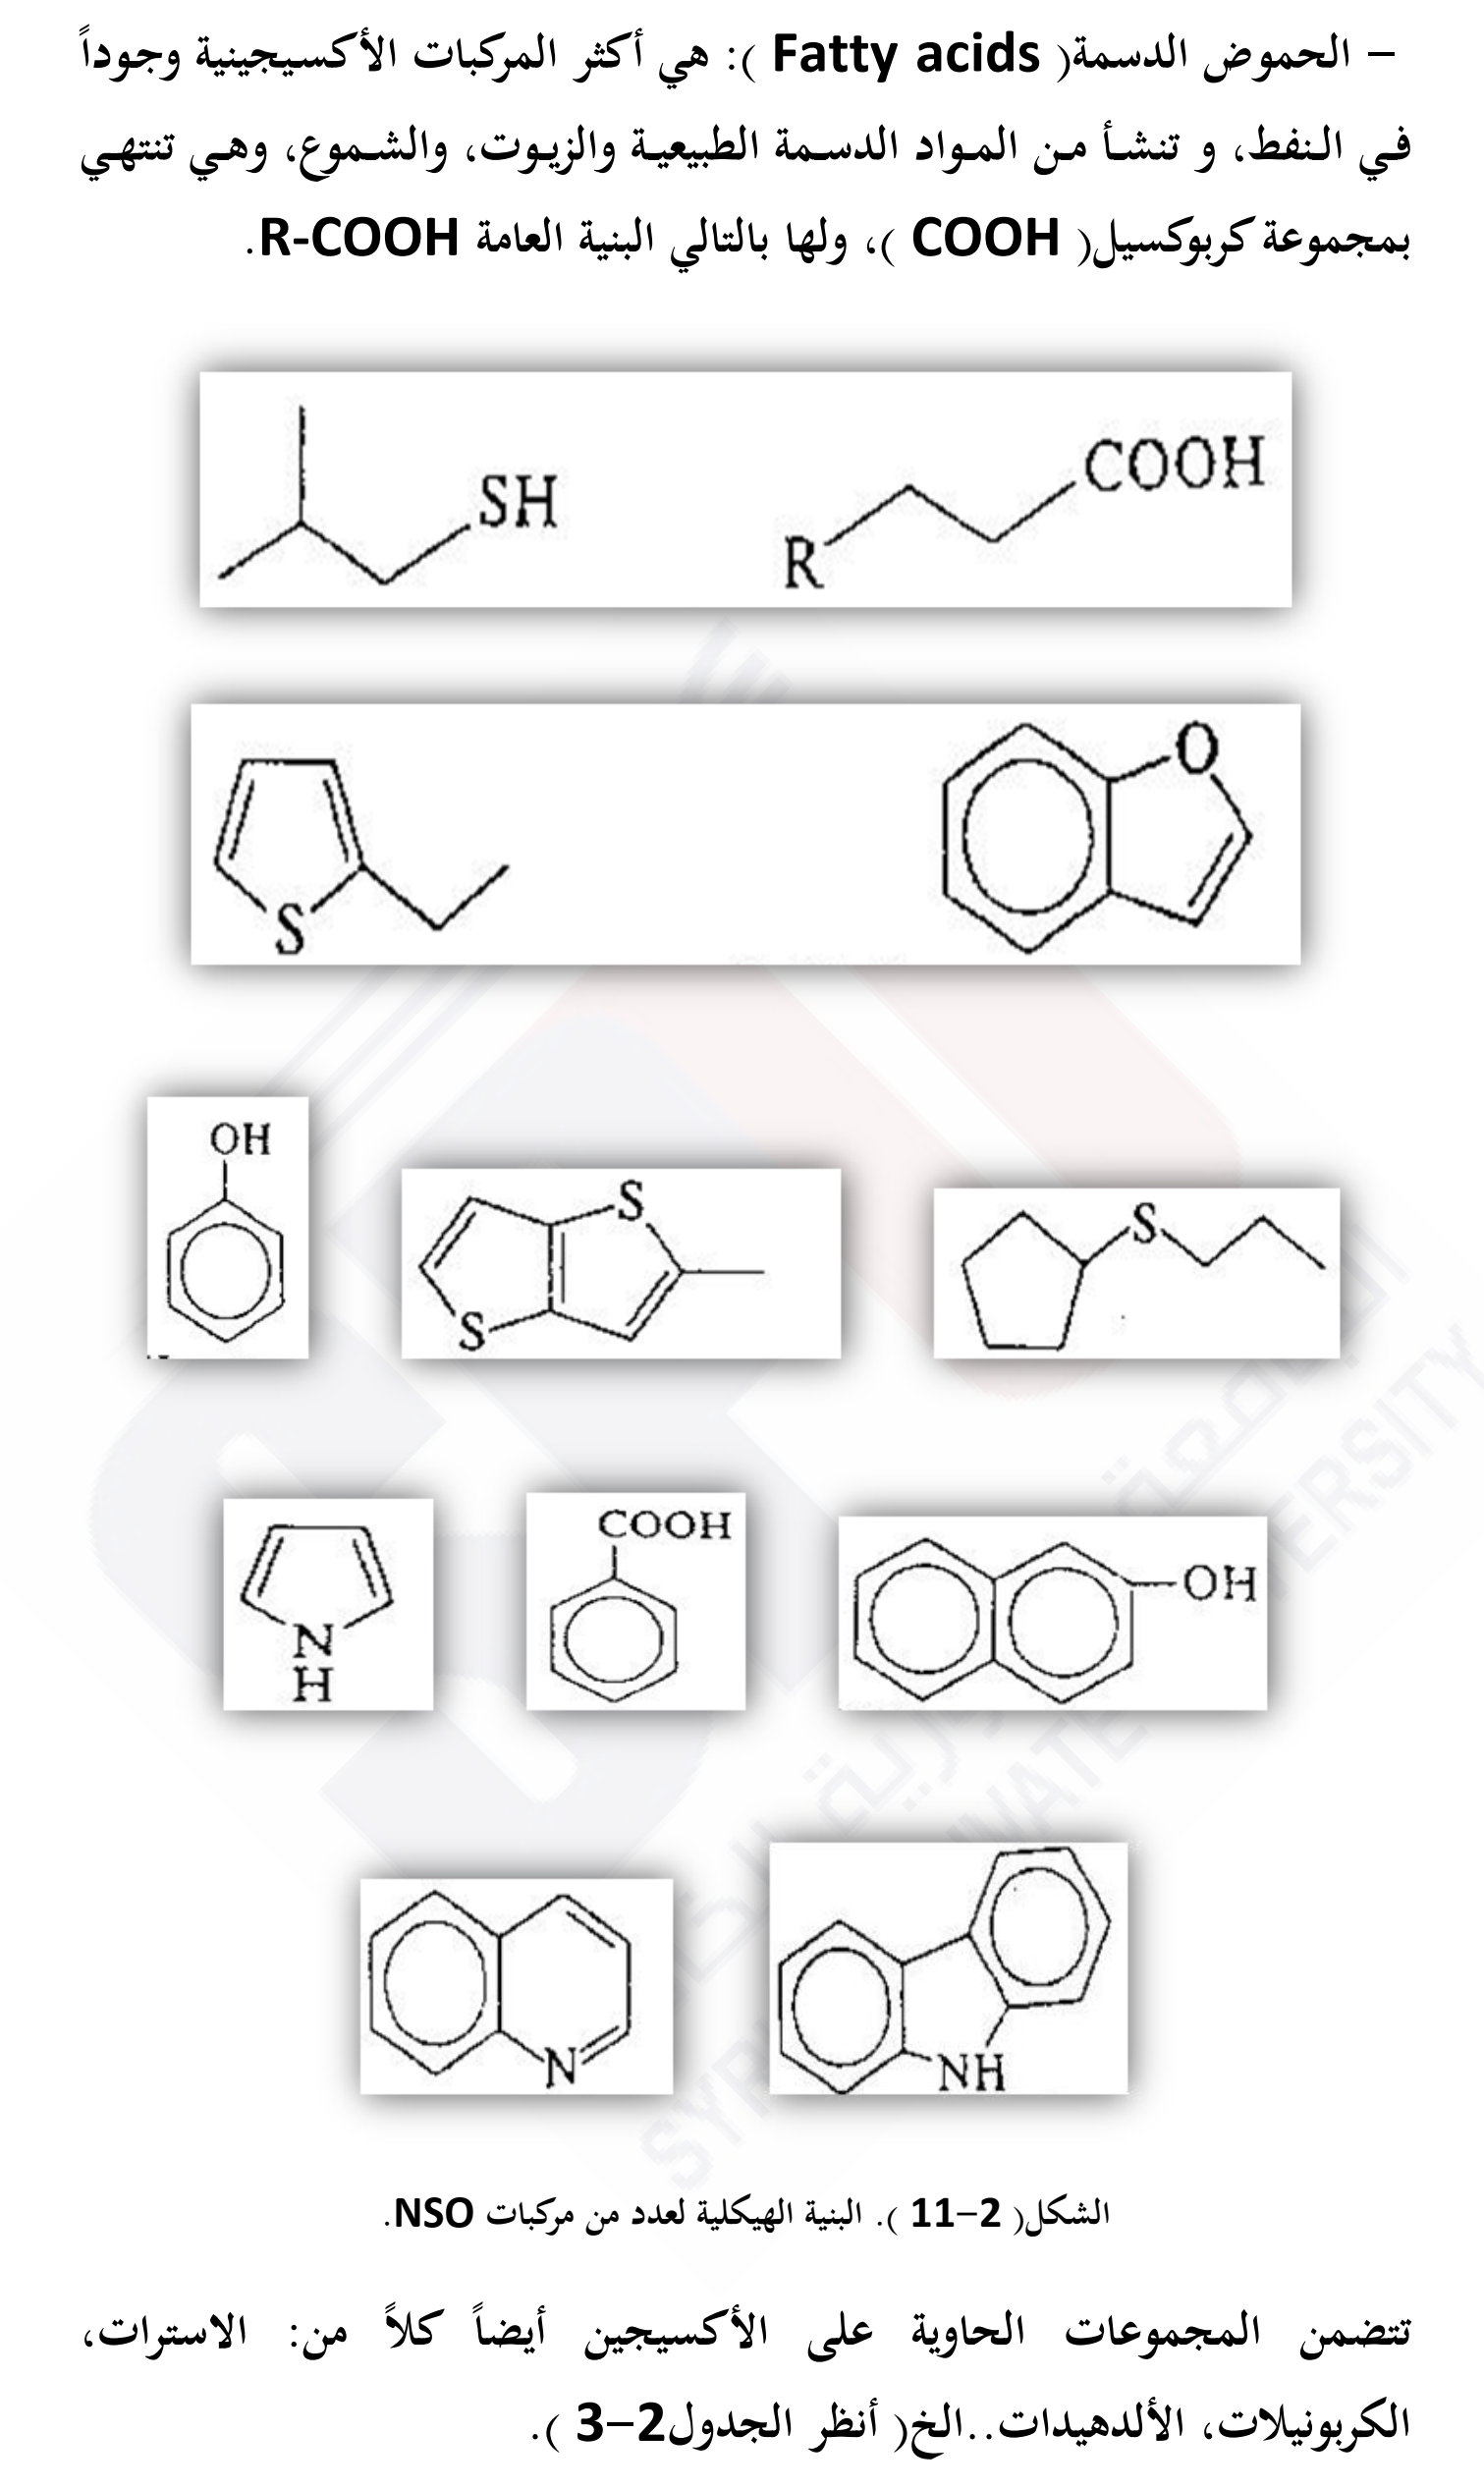 – الحموض الدسمة( Fatty acids ): هي أكثر المركبات الأكسيجينية وجوداً
في النفط، و تنشأ من المواد الدسمة الطبيعية والزيوت، والشموع، وهي تنتهي
بمجموعة كربوكسيل( COOH )، ولها بالتالي البنية العامة R-COOH.
SH
COOH
R
S
O
OH
S
S
S
N
H
COOH
OH
N
NH
الشكل( 2–11 ). البنية الهيكلية لعدد من مركبات NSO.
تتضمن المجموعات الحاوية على الأكسيجين أيضاً كلاً من: الاسترات،
الكربونيلات، الألدهيدات..الخ( أنظر الجدول2–3 ).